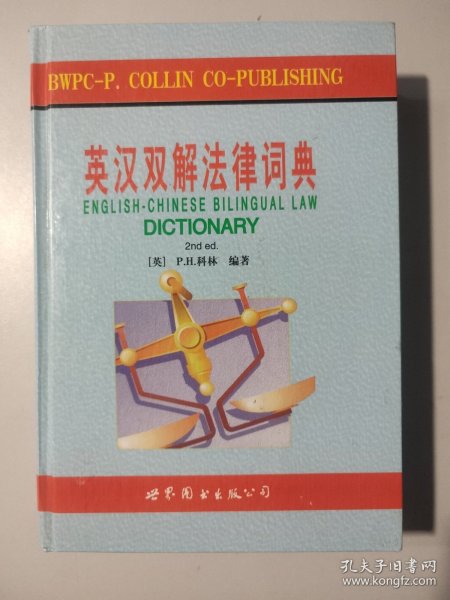 BWPC-P. COLLIN CO-PUBLISHING
英汉双解法律词典
ENGLISH-CHINESE BILINGUAL LAW
DICTIONARY
2nd ed.
[英] P.H.科林 编著
世界图书出版公司
孔夫子旧书网
www.kongfz.com